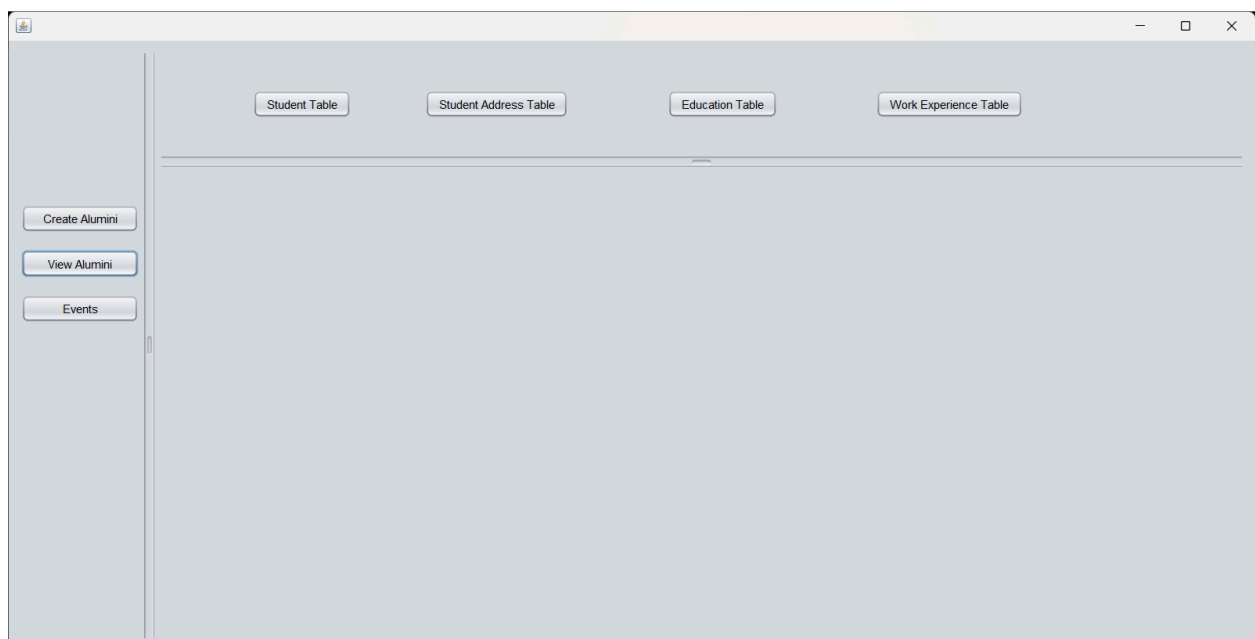 Student Table
Student Address Table
Education Table
Work Experience Table
Create Alumini
View Alumini
Events